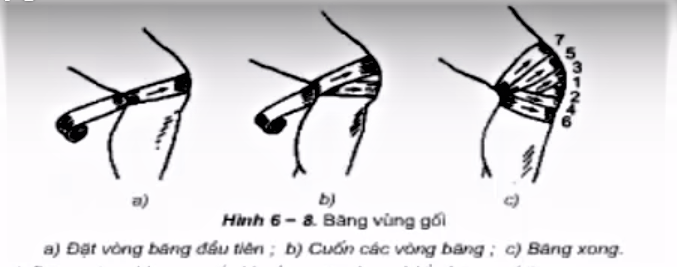 7
5
3
1
2
4
6
a) b) c)
Hình 6 – 8. Băng vùng gối
a) Đặt vòng băng đầu tiên ; b) Cuốn các vòng băng ; c) Băng xong.